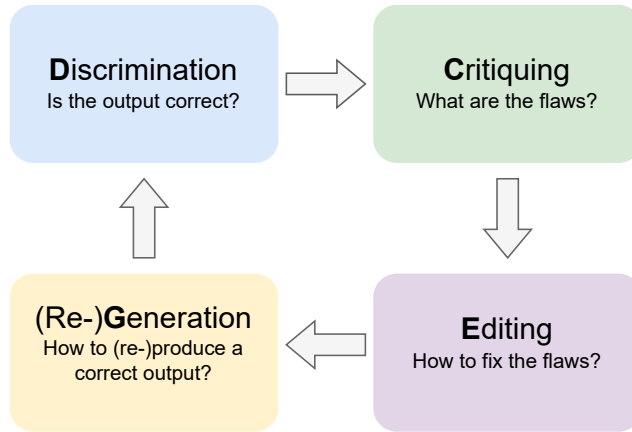 Discrimination
Is the output correct?
Critiquing
What are the flaws?
(Re-)Generation
How to (re-)produce a
correct output?
Editing
How to fix the flaws?